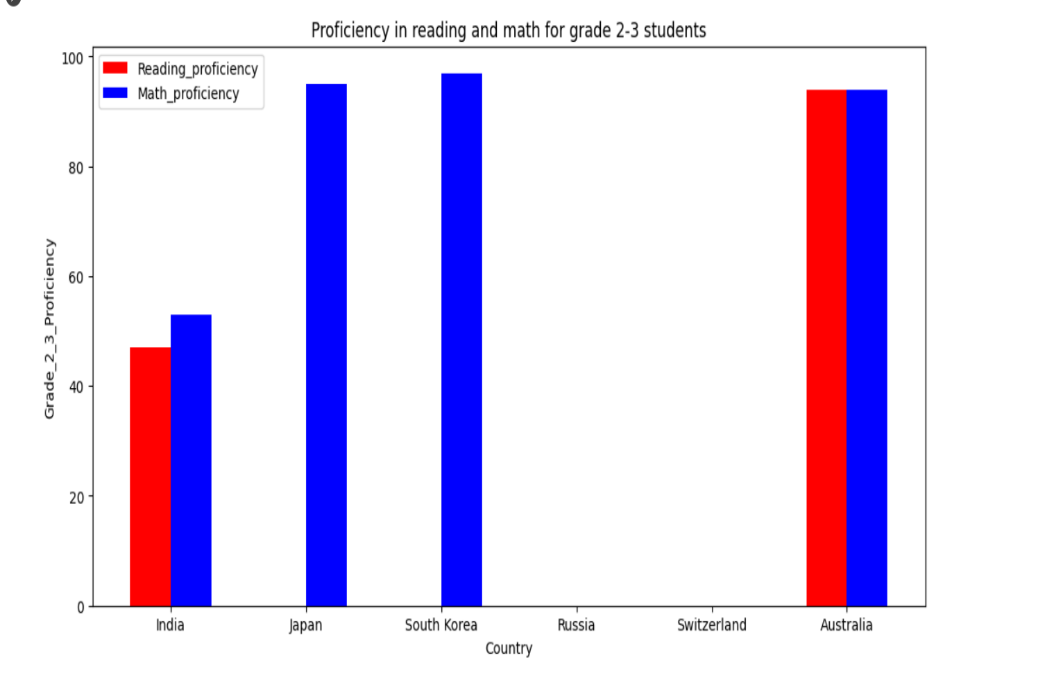 Proficiency in reading and math for grade 2-3 students
100
80
60
40
20
0
Reading_proficiency
Math_proficiency
Grade_2_3_Proficiency
India Japan South Korea Russia Switzerland Australia
Country